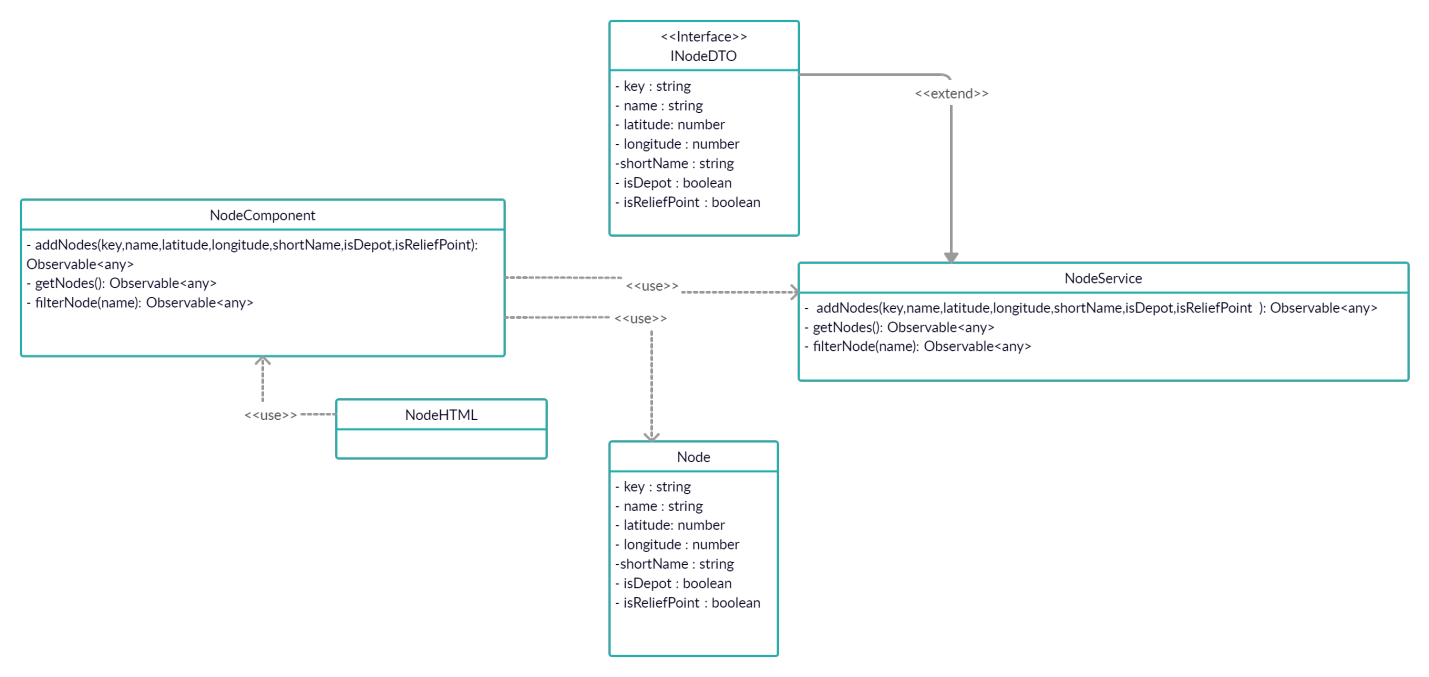 <<Interface>>
INodeDTO
- key : string
- name : string
- latitude: number
- longitude : number
-shortName : string
- isDepot : boolean
- isReliefPoint : boolean
<<extend>>
NodeComponent
- addNodes(key,name,latitude,longitude,shortName,isDepot,isReliefPoint):
Observable<any>
- getNodes(): Observable<any>
- filterNode(name): Observable<any>
<<use>>
<<use>>
NodeService
- addNodes(key,name,latitude,longitude,shortName,isDepot,isReliefPoint ): Observable<any>
- getNodes(): Observable<any>
- filterNode(name): Observable<any>
<<use>>
NodeHTML
Node
- key : string
- name : string
- latitude: number
- longitude : number
-shortName : string
- isDepot : boolean
- isReliefPoint : boolean